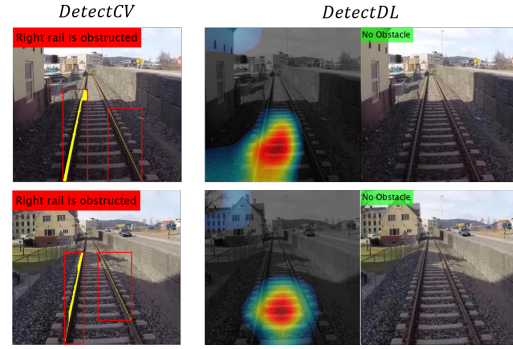 DetectCV
DetectDL
Right rail is obstructed
No Obstacle
Right rail is obstructed
No Obstacle